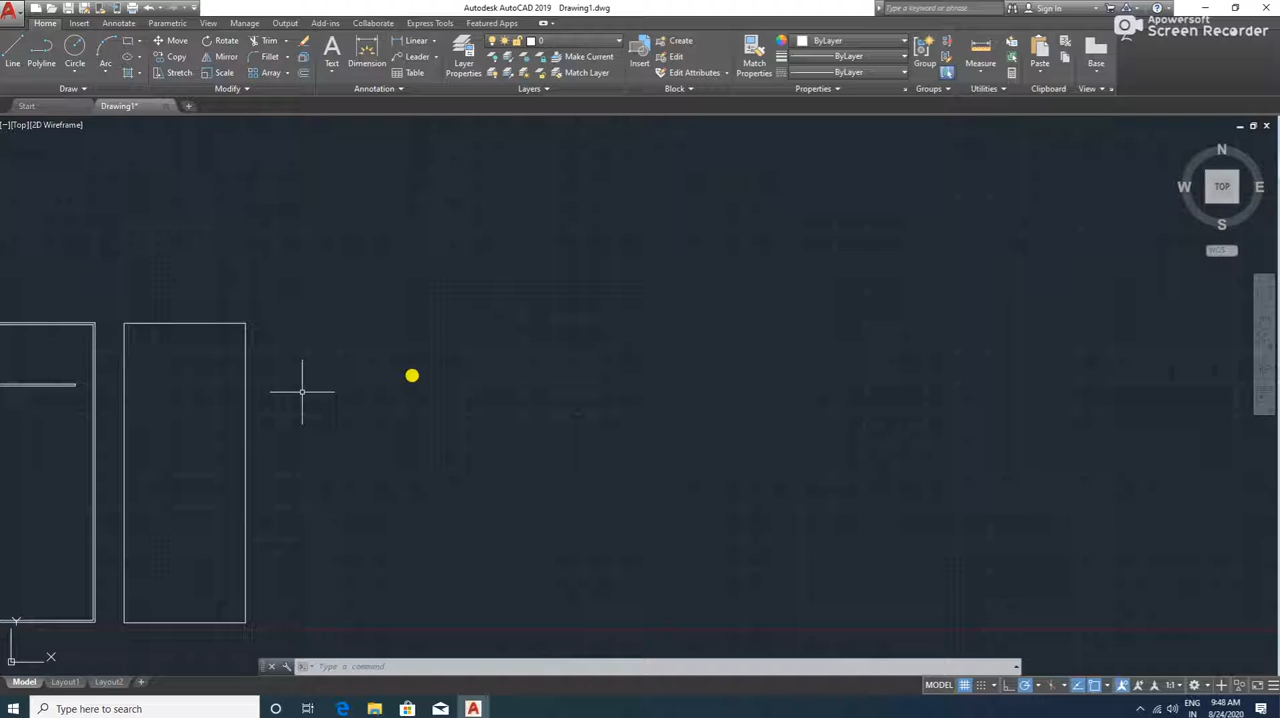 Autodesk AutoCAD 2019 Drawing1.dwg
Type a keyword or phrase
Sign In
Apowersoft
Screen Recorder
Home Insert Annotate Parametric View Manage Output Add-ins Collaborate Express Tools Featured Apps
Line Polyline Circle Arc
Move Rotate Trim
Copy Mirror Fillet
Stretch Scale Array
Text Dimension
Linear
Leader
Table
Layer Properties
0
Make Current
Match Layer
Insert
Create
Edit
Edit Attributes
Match Properties
ByLayer
ByLayer
ByLayer
Group
Measure
Paste
Base
Draw Modify Annotation Layers Block Properties Groups Utilities Clipboard View
Start Drawing1*
[−][Top][2D Wireframe]
N
W TOP E
S
WCS
Y
X
Type a command
Model Layout1 Layout2
MODEL 1:1
Type here to search
ENG
IN
9:48 AM
8/24/2020